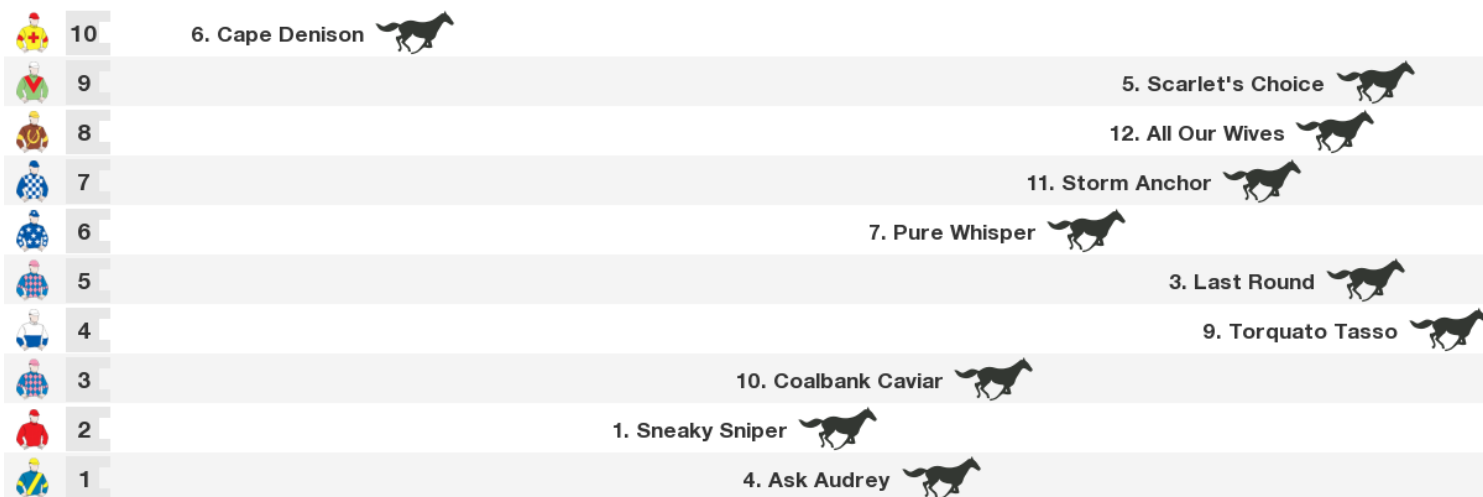 10 6. Cape Denison
9 5. Scarlet's Choice
8 12. All Our Wives
7 11. Storm Anchor
6 7. Pure Whisper
5 3. Last Round
4 9. Torquato Tasso
3 10. Coalbank Caviar
2 1. Sneaky Sniper
1 4. Ask Audrey